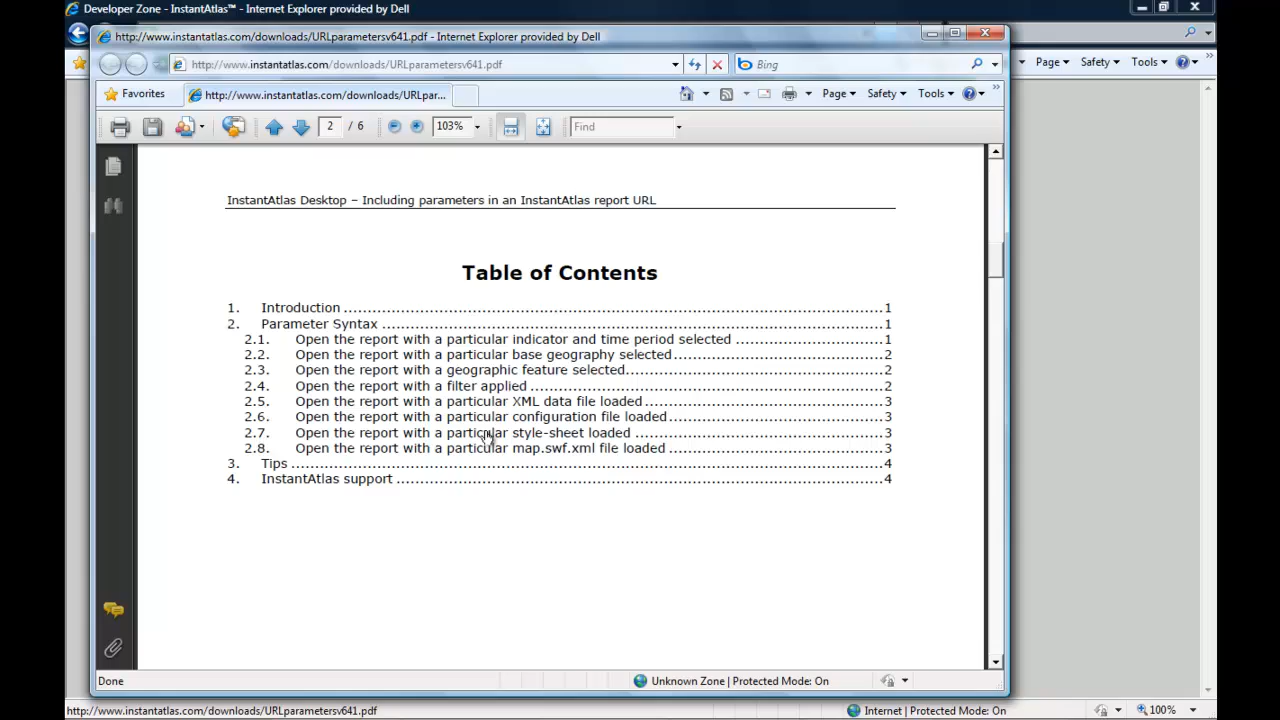 Developer Zone - InstantAtlas™ - Internet Explorer provided by Dell
http://www.instantatlas.com/downloads/URLparametersv641.pdf - Internet Explorer provided by Dell
http://www.instantatlas.com/downloads/URLparametersv641.pdf
Bing
Page Safety Tools
Favorites
http://www.instantatlas.com/downloads/URLpar...
Page Safety Tools
2 / 6
103%
Find
InstantAtlas Desktop – Including parameters in an InstantAtlas report URL
Table of Contents
1. Introduction ........ 1
2. Parameter Syntax ........ 1
2.1. Open the report with a particular indicator and time period selected ........ 1
2.2. Open the report with a particular base geography selected ........ 2
2.3. Open the report with a geographic feature selected ........ 2
2.4. Open the report with a filter applied ........ 2
2.5. Open the report with a particular XML data file loaded ........ 3
2.6. Open the report with a particular configuration file loaded ........ 3
2.7. Open the report with a particular style-sheet loaded ........ 3
2.8. Open the report with a particular map.swf.xml file loaded ........ 3
3. Tips ........ 4
4. InstantAtlas support ........ 4
Done
Unknown Zone | Protected Mode: On
http://www.instantatlas.com/downloads/URLparametersv641.pdf
Internet | Protected Mode: On
100%